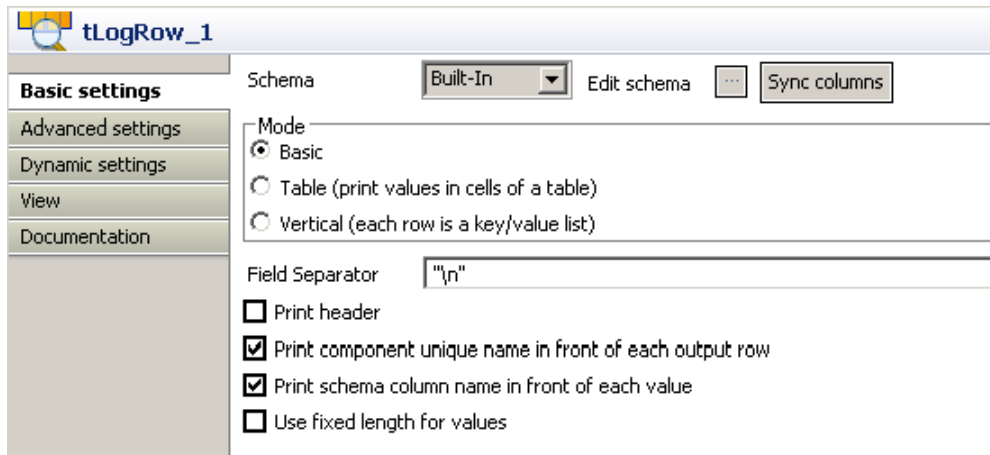 tLogRow_1
Basic settings
Advanced settings
Dynamic settings
View
Documentation
Schema Built-In Edit schema ... Sync columns
Mode
Basic
Table (print values in cells of a table)
Vertical (each row is a key/value list)
Field Separator "\n"
Print header
Print component unique name in front of each output row
Print schema column name in front of each value
Use fixed length for values